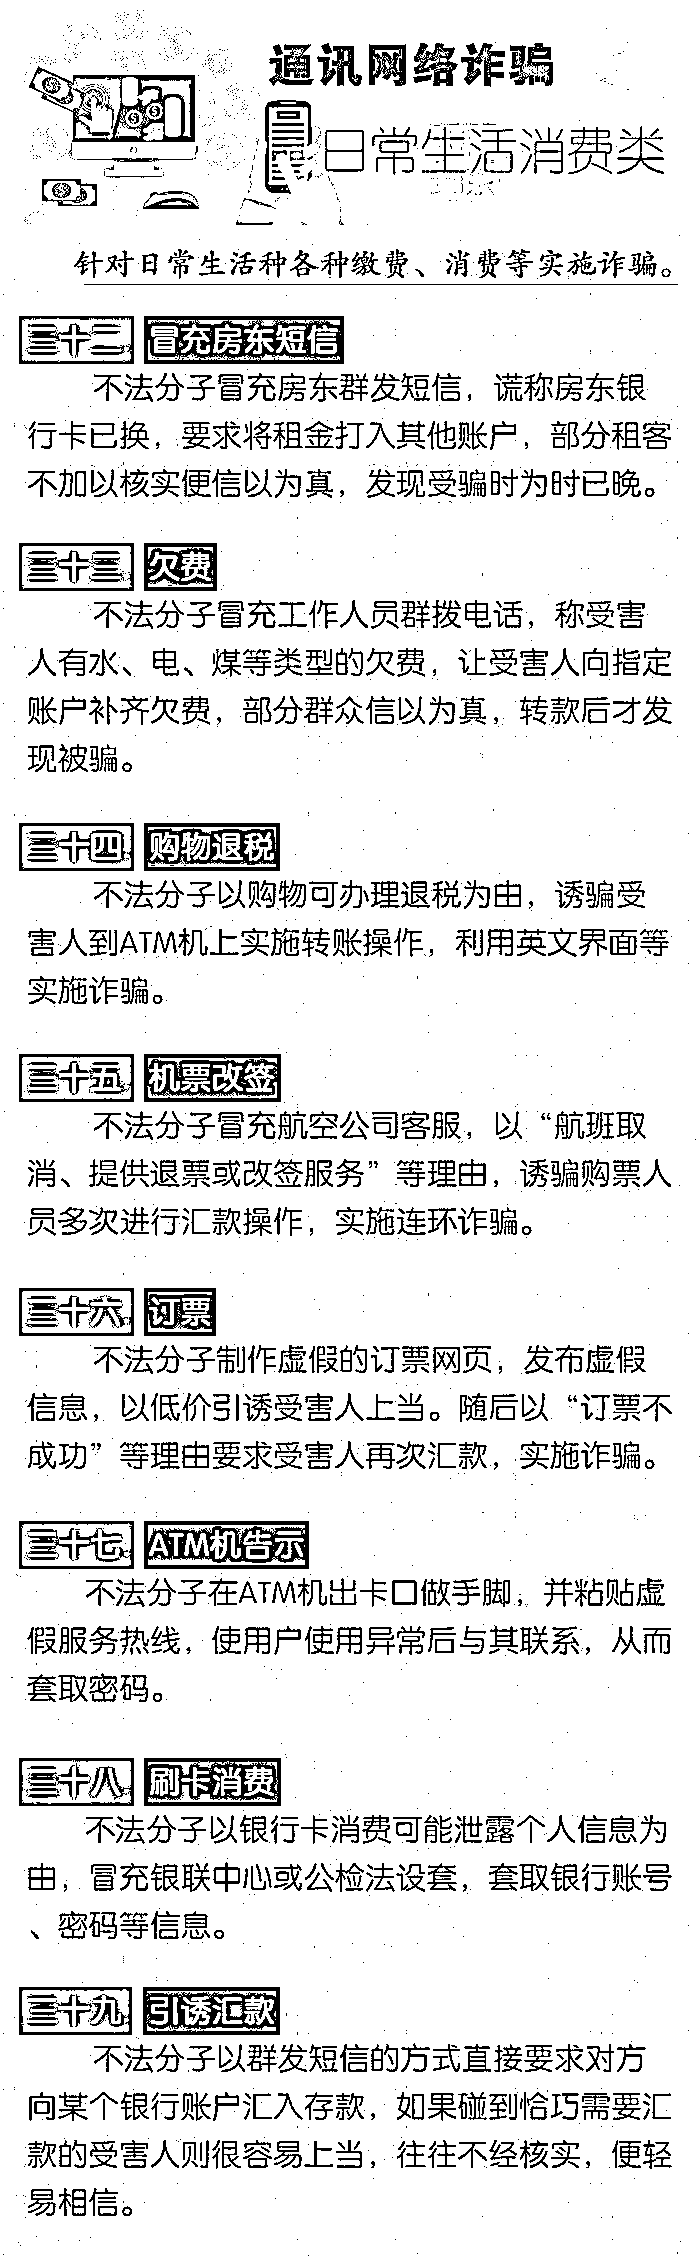 通讯网络诈骗
日常生活消费类
针对日常生活种各种缴费、消费等实施诈骗。
三十二 冒充房东短信
不法分子冒充房东群发短信，谎称房东银
行卡已换，要求将租金打入其他账户，部分租客
不加以核实便信以为真，发现受骗时为时已晚。
三十三 欠费
不法分子冒充工作人员群拨电话，称受害
人有水、电、煤等类型的欠费，让受害人向指定
账户补齐欠费，部分群众信以为真，转款后才发
现被骗。
三十四 购物退税
不法分子以购物可办理退税为由，诱骗受
害人到ATM机上实施转账操作，利用英文界面等
实施诈骗。
三十五 机票改签
不法分子冒充航空公司客服，以“航班取
消、提供退票或改签服务”等理由，诱骗购票人
员多次进行汇款操作，实施连环诈骗。
三十六 订票
不法分子制作虚假的订票网页，发布虚假
信息，以低价引诱受害人上当。随后以“订票不
成功”等理由要求受害人再次汇款，实施诈骗。
三十七 ATM机告示
不法分子在ATM机出卡口做手脚，并粘贴虚
假服务热线，使用户使用异常后与其联系，从而
套取密码。
三十八 刷卡消费
不法分子以银行卡消费可能泄露个人信息为
由，冒充银联中心或公检法设套，套取银行账号
、密码等信息。
三十九 引诱汇款
不法分子以群发短信的方式直接要求对方
向某个银行账户汇入存款，如果碰到恰巧需要汇
款的受害人则很容易上当，往往不经核实，便轻
易相信。